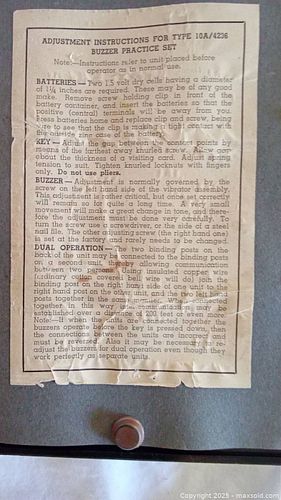 ADJUSTMENT INSTRUCTIONS FOR TYPE 10A/4236
BUZZER PRACTICE SET
Note:—Instructions refer to unit placed before
operator as in normal use.
BATTERIES — Two 1.5 volt dry cells having a diameter
of 1¼ inches are required. These may be of any good
make. Remove screw holding clip in front of the
battery container, and insert the batteries so that the
positive (central) terminals will be away from you.
Press batteries home and replace clip and screw, being
sure to see that the clip is making full contact with
the outside zinc case of the battery.
KEY — Adjust the gap between the contact points by
means of the farthest away knurled screw. Allow gap
about the thickness of a visiting card. Adjust spring
tension to suit. Tighten knurled locknuts with fingers
only. Do not use pliers.
BUZZER — Adjustment is normally governed by the
screw on the left hand side of the vibrator assembly.
This adjustment is rather critical, but once set correctly
will remain so for quite a long time. A very small
movement will make a great change in tone, and there-
fore the adjustment must be done very carefully. To
turn the screw use a screwdriver, or the side of a steel
nail file. The other adjusting screw (the right hand one)
is set at the factory and rarely needs to be changed.
DUAL OPERATION — The two binding posts on the
back of the unit may be connected to the binding posts
on a second unit, thereby allowing communication
between two persons. Using insulated copper wire
(ordinary cotton covered bell wire will do) join the
binding post on the right hand side of one unit to the
right hand post on the other unit, and the two left hand
posts together in the same manner. Wires twisted
together. In this way communication may be
established over a distance of 200 feet or even more.
Note:—If when the units are connected together the
buzzers operate before the key is pressed down, then
the connections between the units are incorrect and
must be reversed. Also it may be necessary to re-
adjust the buzzers for dual operation even though they
work perfectly as separate units.
Copyright 2025 - maxsold.com